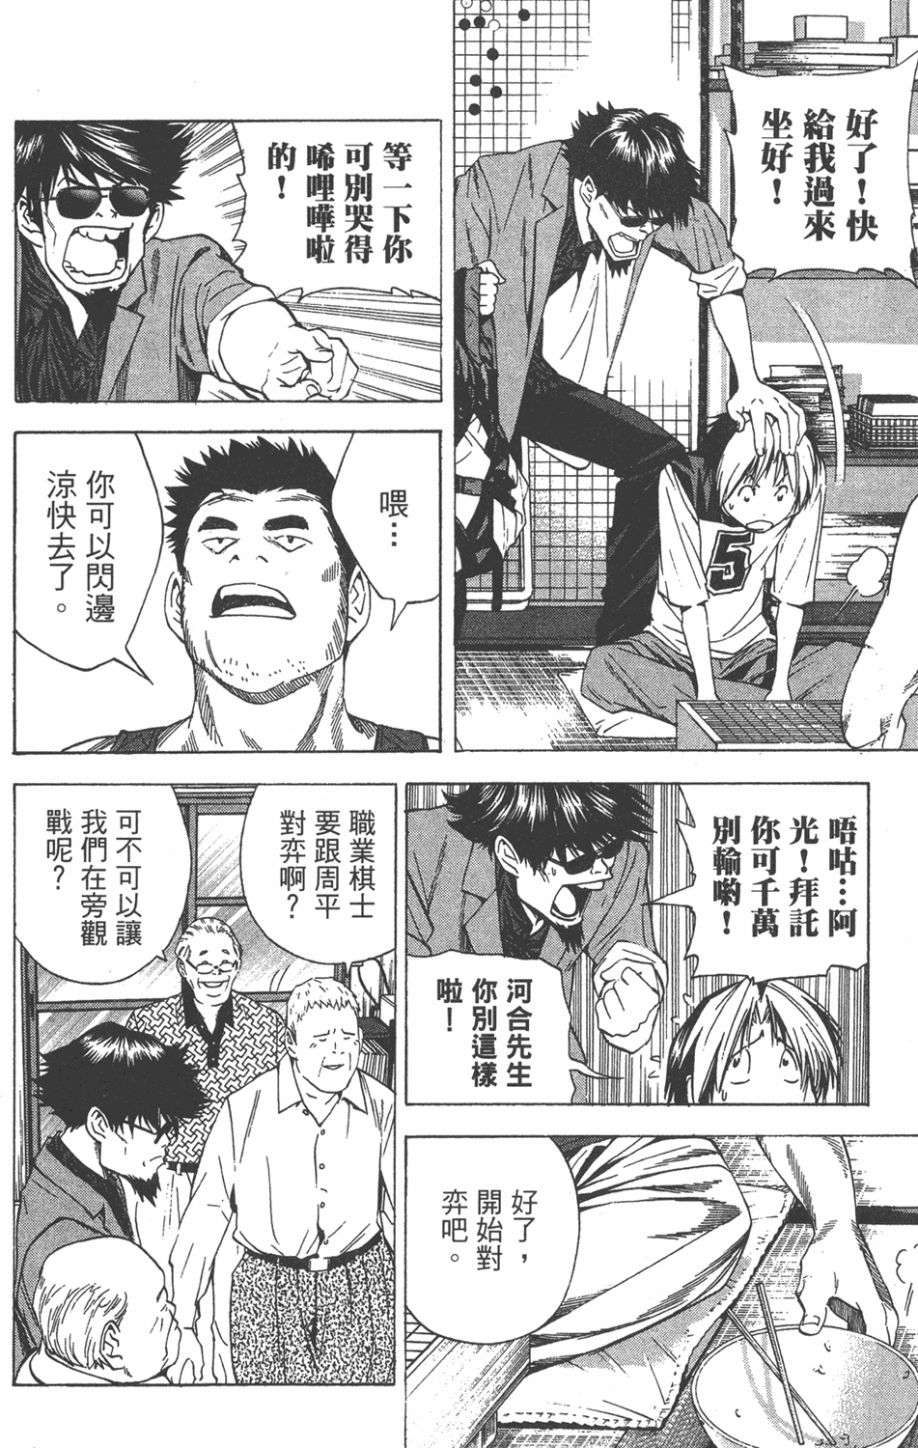 好了！快
給我過來
坐好！
等一下你
可別哭得
唏哩嘩啦
的！
喂…
你可以閃邊
涼快去了。
唔咕…阿
光！拜託
你可千萬
別輸喲！
河合先生
你別這樣
啦！
職業棋士
要跟周平
對弈啊？
可不可以讓
我們在旁觀
戰呢？
好了，
開始對
弈吧。
5